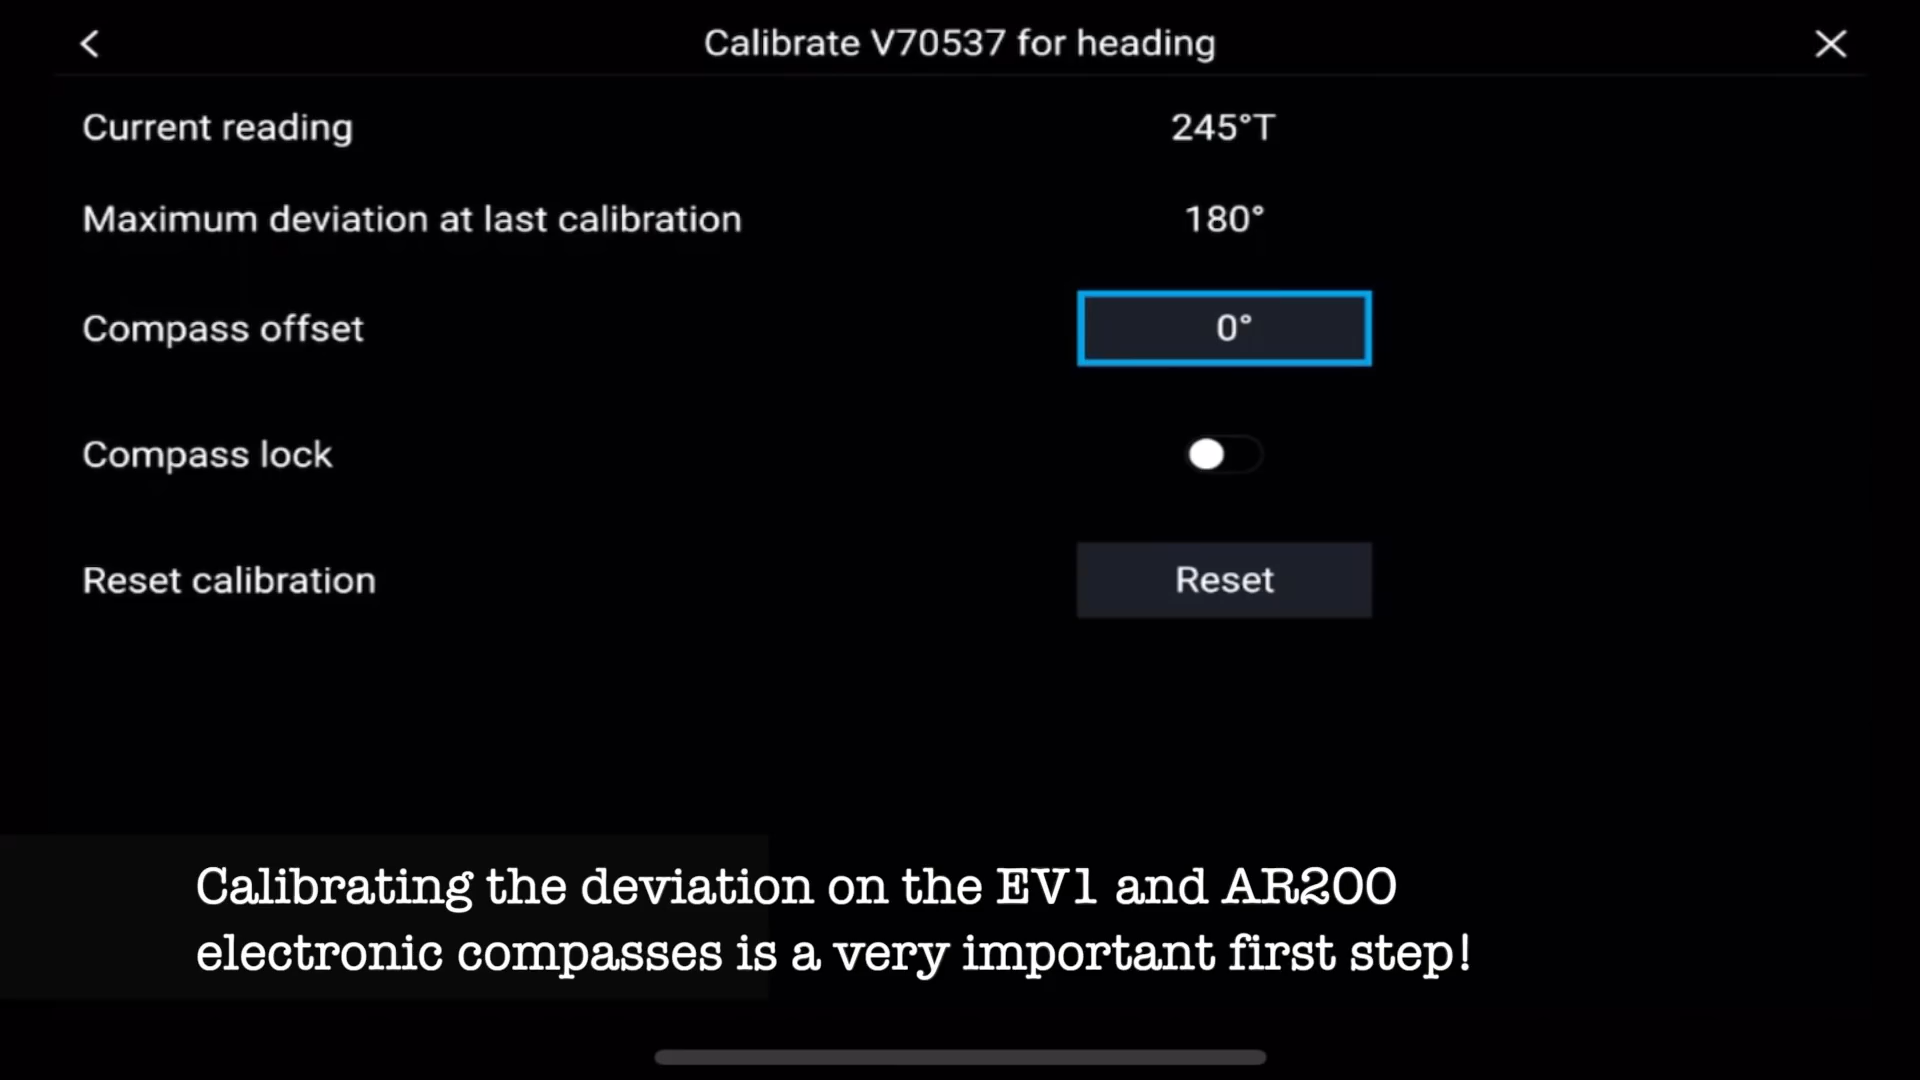 Calibrate V70537 for heading
Current reading 245°T
Maximum deviation at last calibration 180°
Compass offset 0°
Compass lock
Reset calibration Reset
Calibrating the deviation on the EV1 and AR200
electronic compasses is a very important first step!